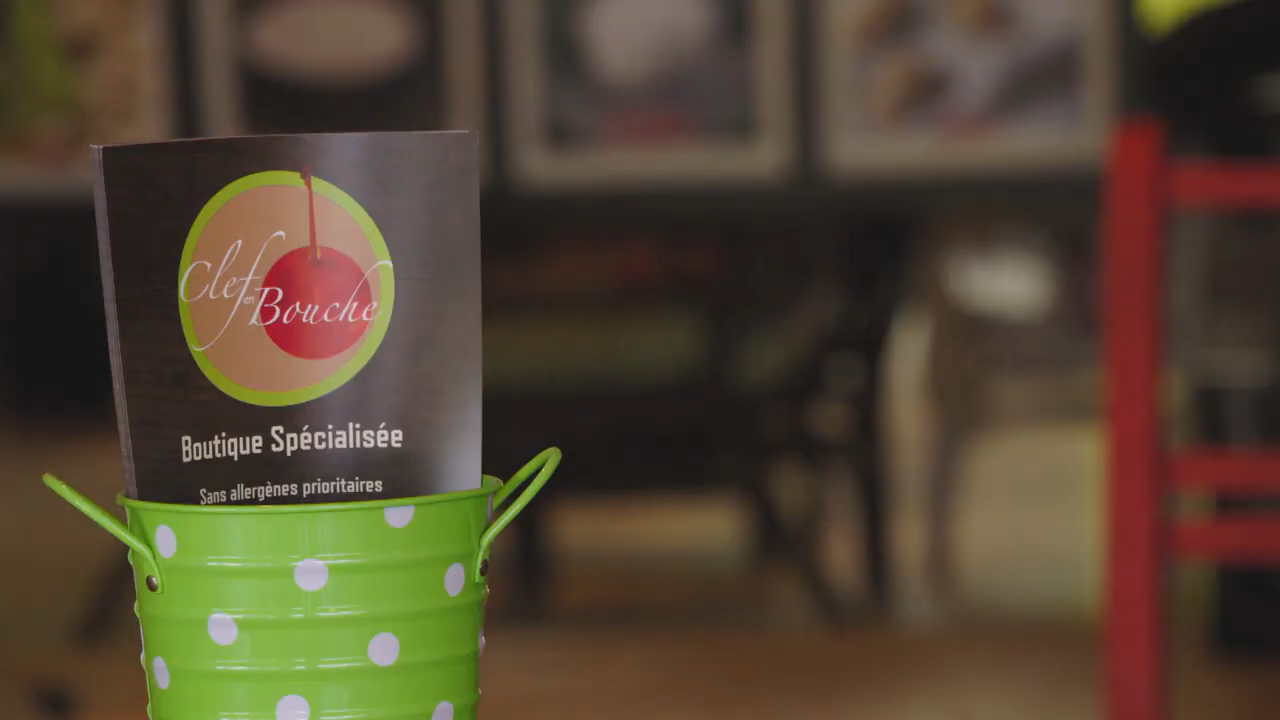 Clef
en
Bouche
Boutique Spécialisée
Sans allergènes prioritaires